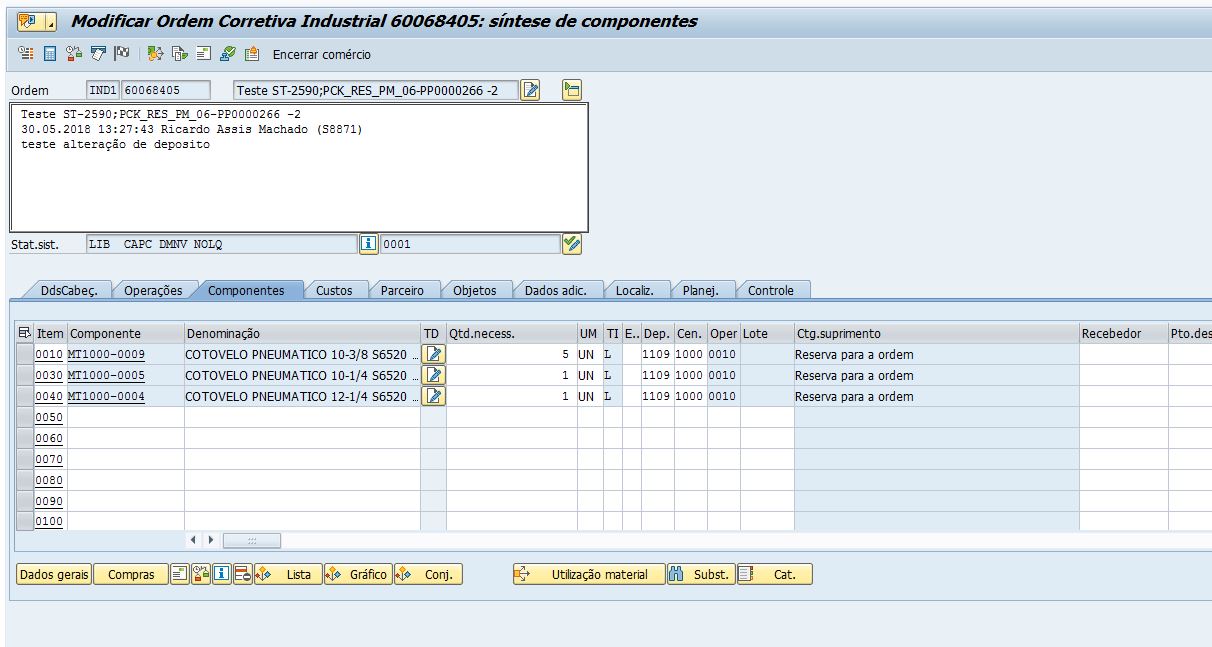 Modificar Ordem Corretiva Industrial 60068405: síntese de componentes
Encerrar comércio
Ordem IND1 60068405 Teste ST-2590;PCK_RES_PM_06-PP0000266 -2
Teste ST-2590;PCK_RES_PM_06-PP0000266 -2
30.05.2018 13:27:43 Ricardo Assis Machado (S8871)
teste alteração de deposito
Stat.sist. LIB CAPC DMNV NOLQ 0001
DdsCabeç. Operações Componentes Custos Parceiro Objetos Dados adic. Localiz. Planej. Controle
Item Componente Denominação TD Qtd.necess. UM TI E.. Dep. Cen. Oper Lote Ctg.suprimento Recebedor Pto.des
0010 MT1000-0009 COTOVELO PNEUMATICO 10-3/8 S6520 ... 5 UN L 1109 1000 0010 Reserva para a ordem
0030 MT1000-0005 COTOVELO PNEUMATICO 10-1/4 S6520 ... 1 UN L 1109 1000 0010 Reserva para a ordem
0040 MT1000-0004 COTOVELO PNEUMATICO 12-1/4 S6520 ... 1 UN L 1109 1000 0010 Reserva para a ordem
0050
0060
0070
0080
0090
0100
Dados gerais Compras Lista Gráfico Conj. Utilização material Subst. Cat.